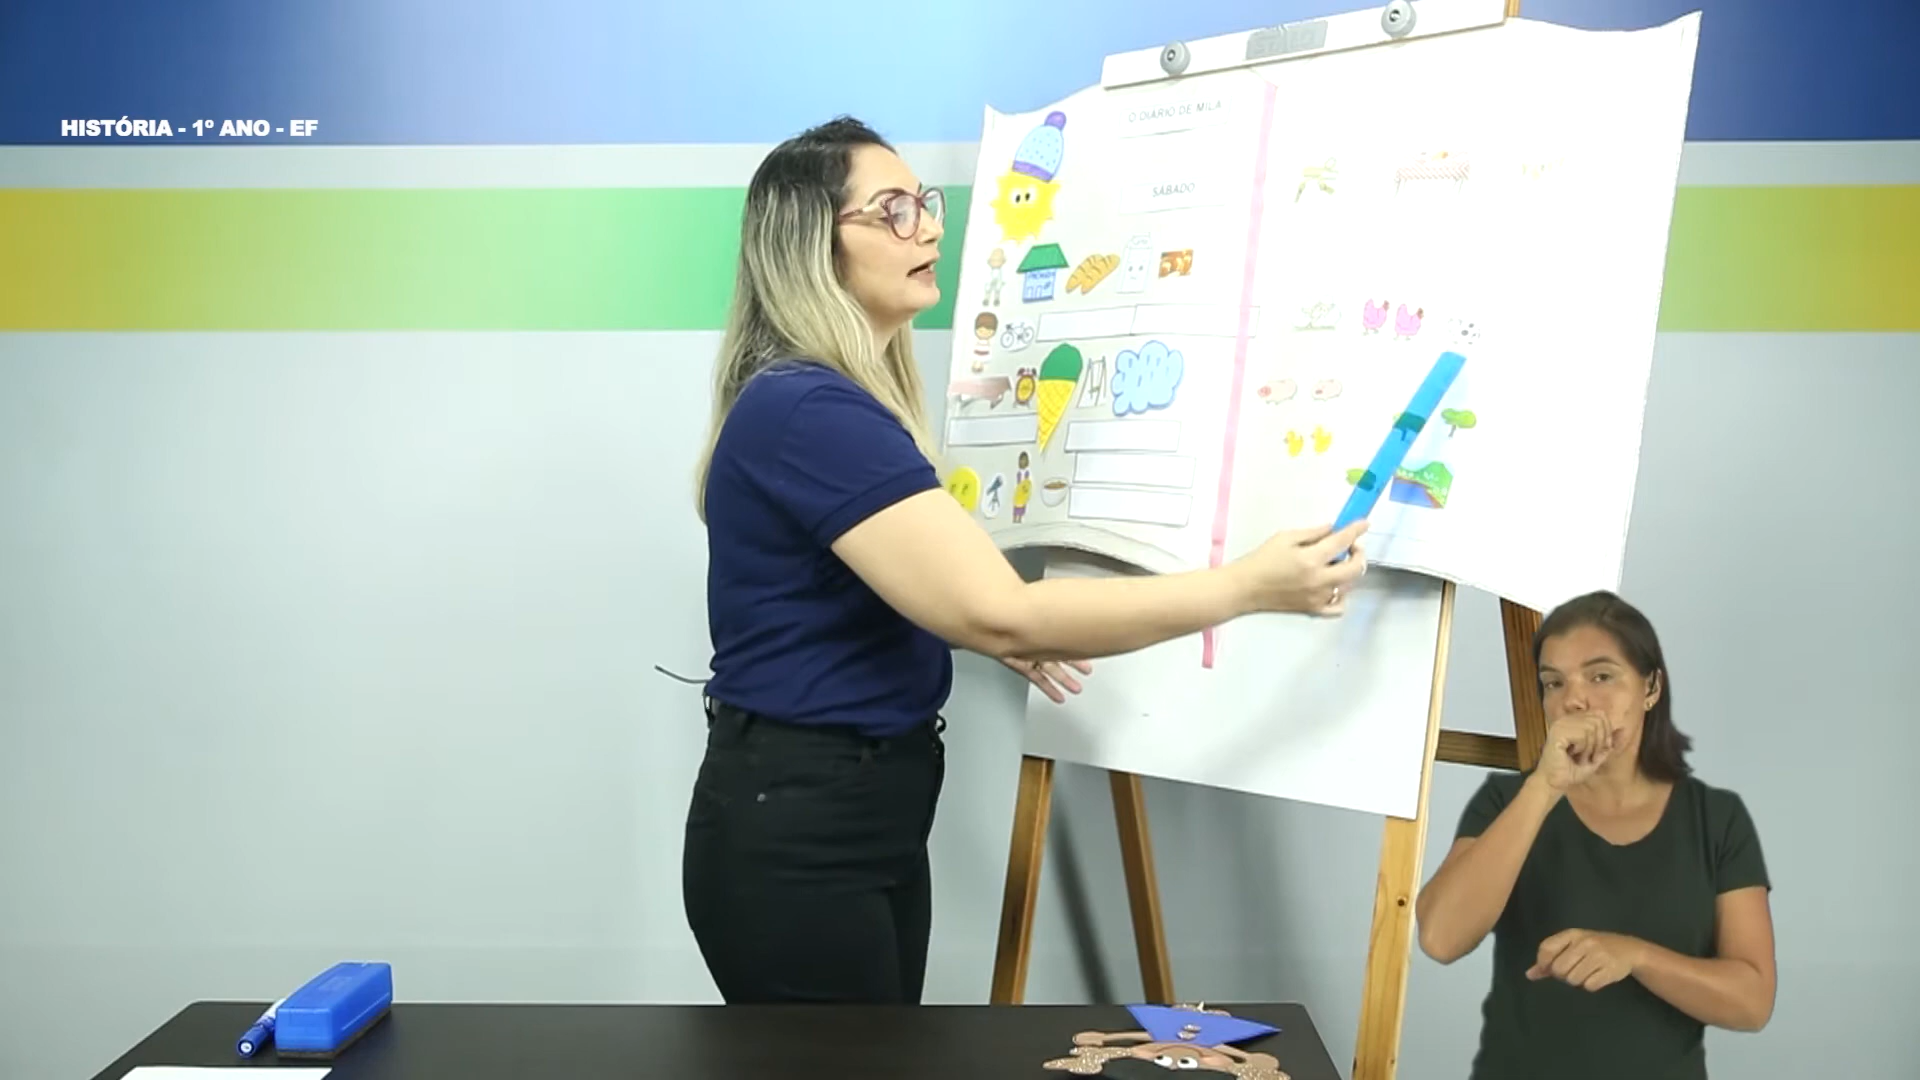 HISTÓRIA - 1º ANO - EF
O DIÁRIO DE MILA
SÁBADO